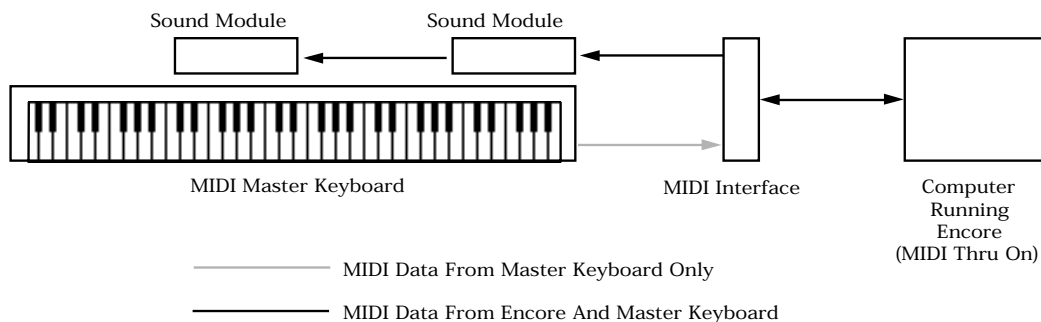 Sound Module
Sound Module
MIDI Master Keyboard
MIDI Interface
Computer
Running
Encore
(MIDI Thru On)
MIDI Data From Master Keyboard Only
MIDI Data From Encore And Master Keyboard